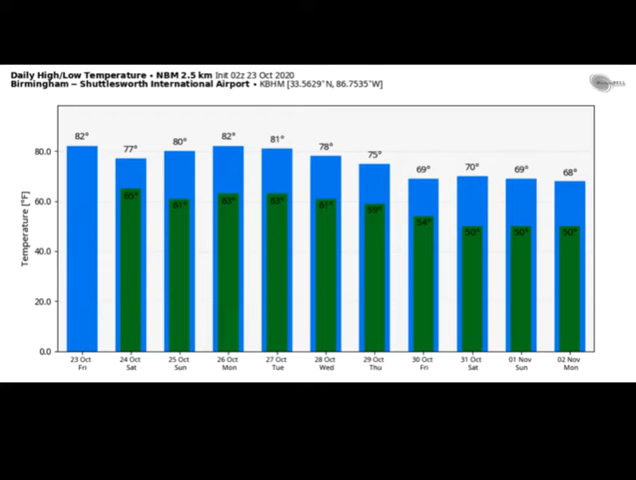 Daily High/Low Temperature • NBM 2.5 km Init 02z 23 Oct 2020
Birmingham – Shuttlesworth International Airport • KBHM [33.5629°N, 86.7535°W]
82° 77° 80° 82° 81° 78° 75° 69° 70° 69° 68°
65° 61° 63° 63° 61° 59° 54° 50° 50° 50°
Temperature [°F]
80.0
60.0
40.0
20.0
0.0
23 Oct 24 Oct 25 Oct 26 Oct 27 Oct 28 Oct 29 Oct 30 Oct 31 Oct 01 Nov 02 Nov
Fri Sat Sun Mon Tue Wed Thu Fri Sat Sun Mon